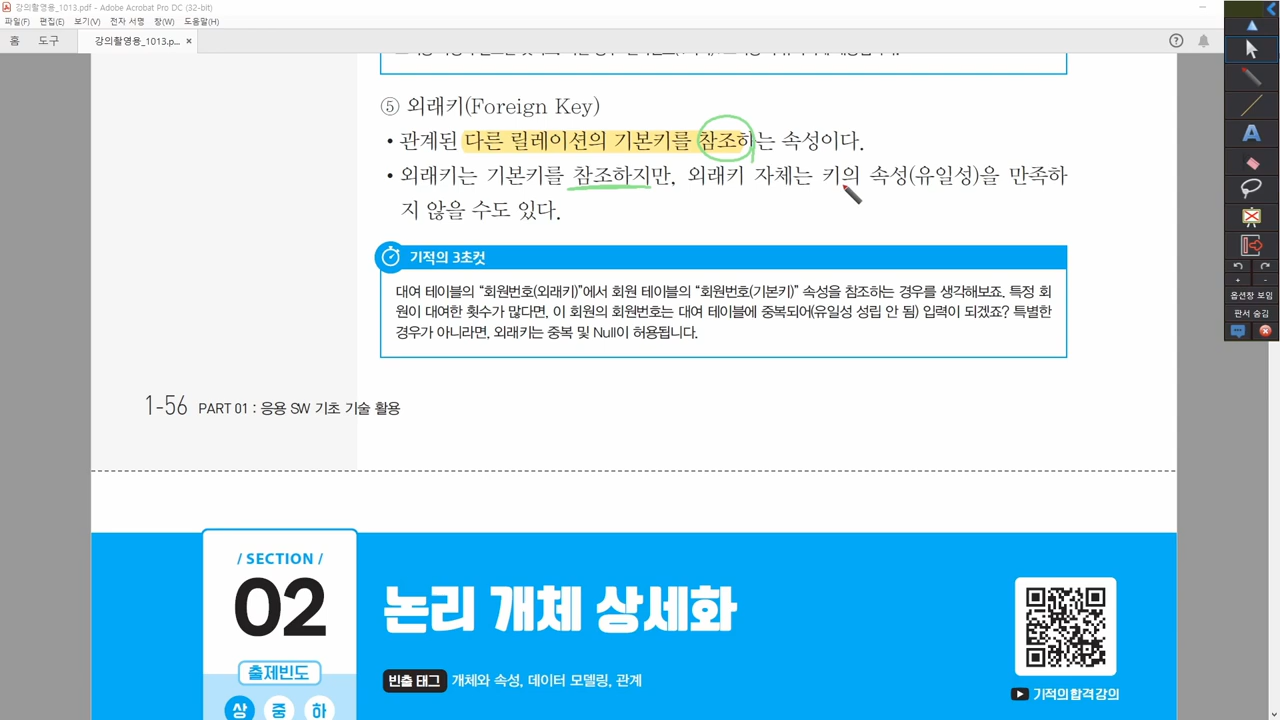 강의촬영용_1013.pdf - Adobe Acrobat Pro DC (32-bit)
파일(F) 편집(E) 보기(V) 전자 서명 창(W) 도움말(H)
홈 도구 강의촬영용_1013.p... ×
⑤ 외래키(Foreign Key)
• 관계된 다른 릴레이션의 기본키를 참조하는 속성이다.
• 외래키는 기본키를 참조하지만, 외래키 자체는 키의 속성(유일성)을 만족하
지 않을 수도 있다.
기적의 3초컷
대여 테이블의 “회원번호(외래키)”에서 회원 테이블의 “회원번호(기본키)” 속성을 참조하는 경우를 생각해보죠. 특정 회
원이 대여한 횟수가 많다면, 이 회원의 회원번호는 대여 테이블에 중복되어(유일성 성립 안 됨) 입력이 되겠죠? 특별한
경우가 아니라면, 외래키는 중복 및 Null이 허용됩니다.
1-56 PART 01 : 응용 SW 기초 기술 활용
/ SECTION /
02
논리 개체 상세화
출제빈도
상 중 하
빈출 태그 개체와 속성, 데이터 모델링, 관계
기적의합격강의
A
옵션장 보임
판서 숨김